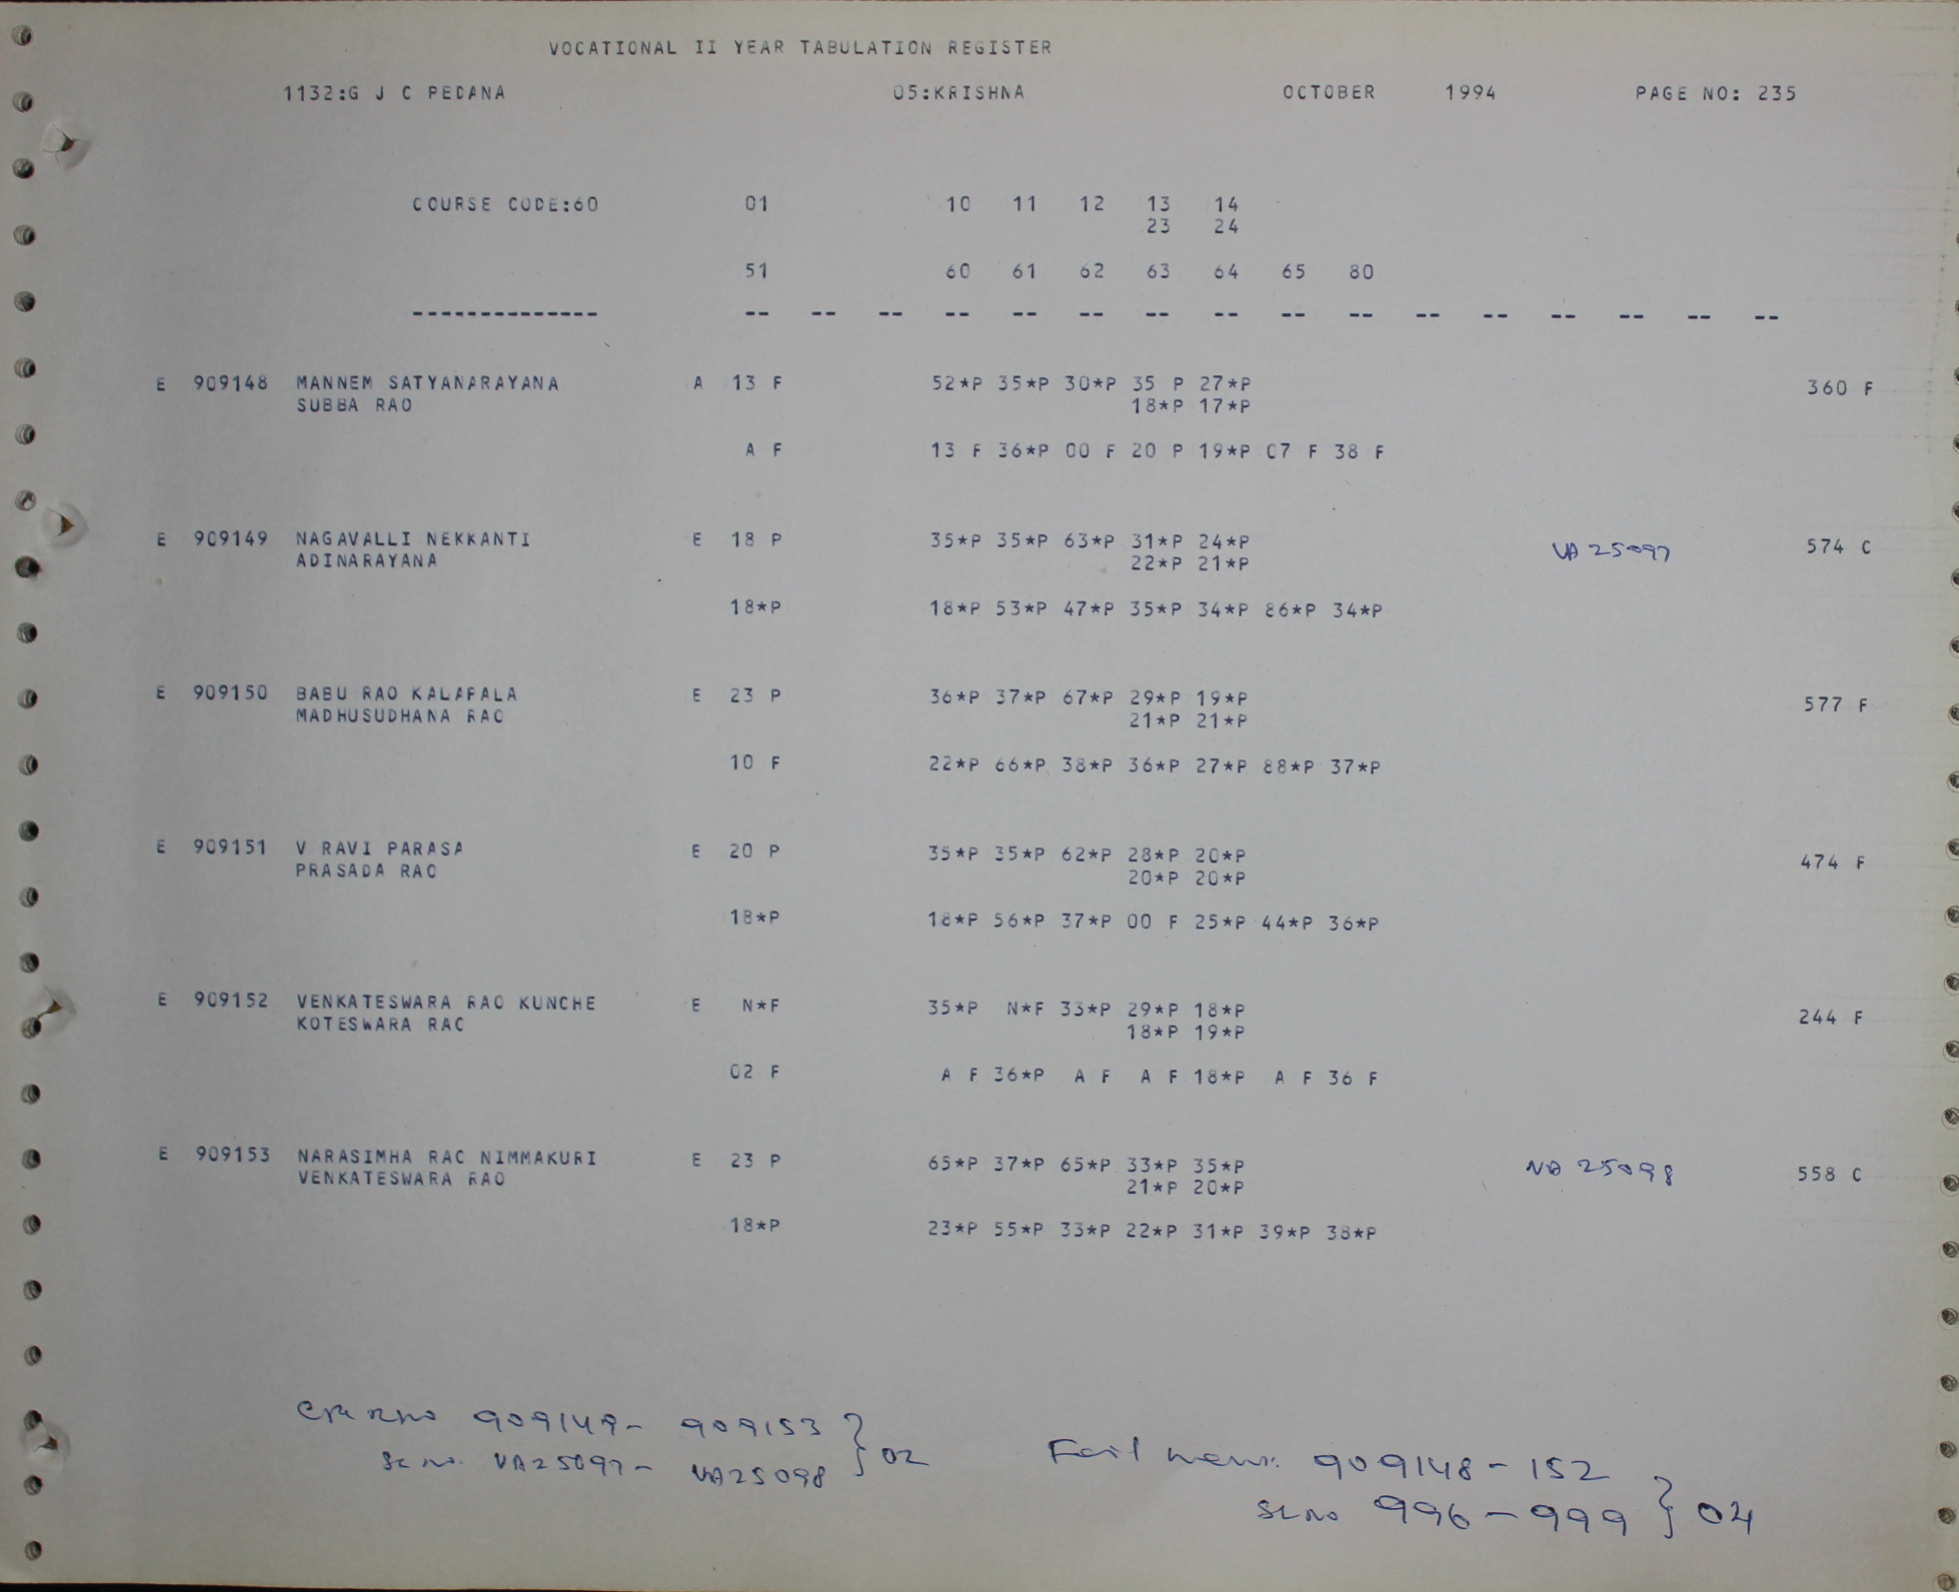 VOCATIONAL II YEAR TABULATION REGISTER
1132:G J C PEDANA 05:KRISHNA OCTOBER 1994 PAGE NO: 235
COURSE CODE:60 01 10 11 12 13 14
23 24
51 60 61 62 63 64 65 80
-------------- -- -- -- -- -- -- -- -- -- -- -- -- -- -- -- --
E 909148 MANNEM SATYANARAYANA A 13 F 52*P 35*P 30*P 35 P 27*P 360 F
SUBBA RAO 18*P 17*P
A F 13 F 36*P 00 F 20 P 19*P 07 F 38 F
E 909149 NAGAVALLI NEKKANTI E 18 P 35*P 35*P 63*P 31*P 24*P VA 25097 574 C
ADINARAYANA 22*P 21*P
18*P 18*P 53*P 47*P 35*P 34*P 86*P 34*P
E 909150 BABU RAO KALAPALA E 23 P 36*P 37*P 67*P 29*P 19*P 577 F
MADHUSUDHANA RAO 21*P 21*P
10 F 22*P 66*P 38*P 36*P 27*P 88*P 37*P
E 909151 V RAVI PARASA E 20 P 35*P 35*P 62*P 28*P 20*P 474 F
PRASADA RAO 20*P 20*P
18*P 18*P 56*P 37*P 00 F 25*P 44*P 36*P
E 909152 VENKATESWARA RAO KUNCHE E N*F 35*P N*F 33*P 29*P 18*P 244 F
KOTESWARA RAO 18*P 19*P
02 F A F 36*P A F A F 18*P A F 36 F
E 909153 NARASIMHA RAO NIMMAKURI E 23 P 65*P 37*P 65*P 33*P 35*P VA 25098 558 C
VENKATESWARA RAO 21*P 20*P
18*P 23*P 55*P 33*P 22*P 31*P 39*P 38*P
909149- 909153 } 02
Sl no. VA25097- VA25098
Fail 909148-152
Sl no 996-999 } 04